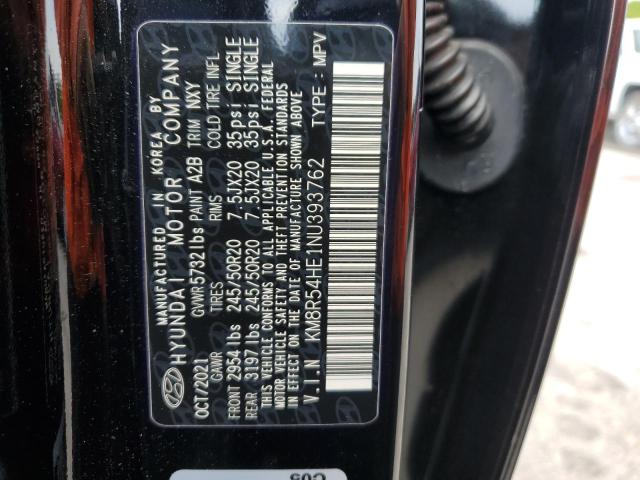 MANUFACTURED IN KOREA BY
HYUNDAI MOTOR COMPANY
OCT/2021 GVWR 5732 lbs PAINT A2B TRIM NXY
GAWR TIRES RIMS COLD TIRE INFL
FRONT 2954 lbs 245/50R20 7.5JX20 35psi SINGLE
REAR 3197 lbs 245/50R20 7.5JX20 35psi SINGLE
THIS VEHICLE CONFORMS TO ALL APPLICABLE U.S.A. FEDERAL
MOTOR VEHICLE SAFETY AND THEFT PREVENTION STANDARDS
IN EFFECT ON THE DATE OF MANUFACTURE SHOWN ABOVE
V.I.N : KM8R54HE1NU393762 TYPE : MPV
C05